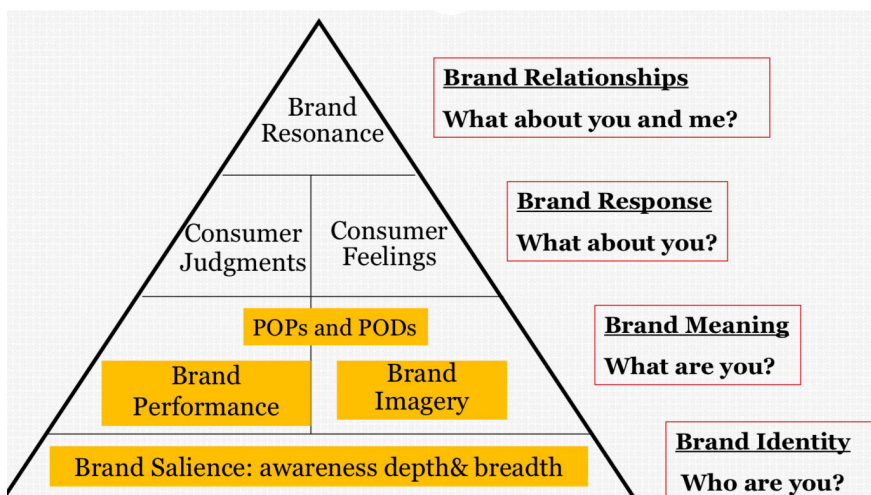 Brand
Resonance
Brand Relationships
What about you and me?
Consumer
Judgments
Consumer
Feelings
Brand Response
What about you?
POPs and PODs
Brand
Performance
Brand
Imagery
Brand Meaning
What are you?
Brand Salience: awareness depth& breadth
Brand Identity
Who are you?